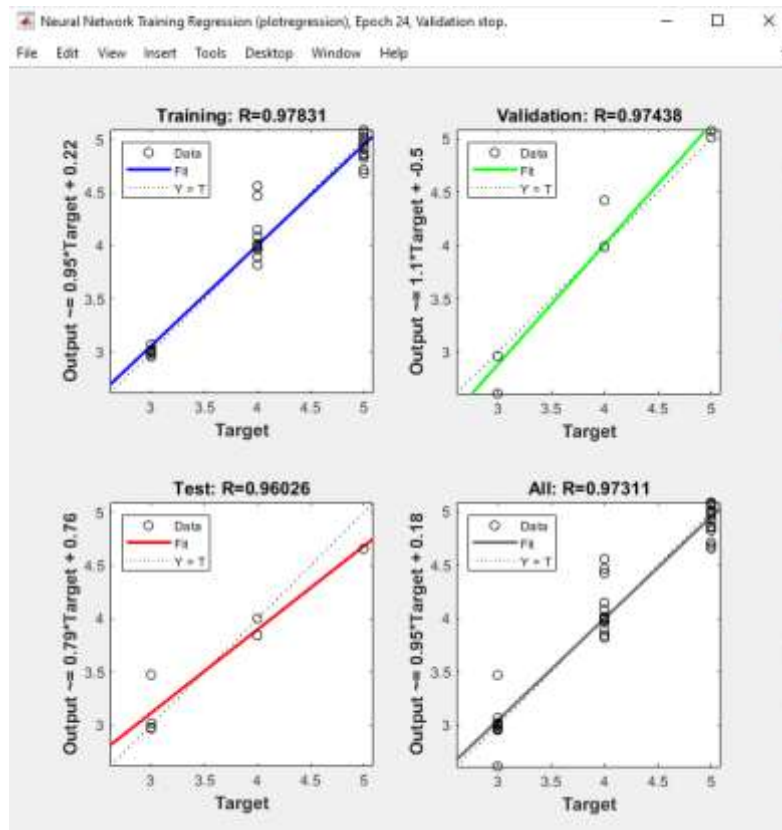 Neural Network Training Regression (plotregression), Epoch 24, Validation stop.
File Edit View Insert Tools Desktop Window Help
Training: R=0.97831
Output ~= 0.95*Target + 0.22
5
4.5
4
3.5
3
Data
Fit
Y = T
3 3.5 4 4.5 5
Target
Validation: R=0.97438
Output ~= 1.1*Target + -0.5
5
4.5
4
3.5
3
Data
Fit
Y = T
3 3.5 4 4.5 5
Target
Test: R=0.96026
Output ~= 0.79*Target + 0.76
5
4.5
4
3.5
3
Data
Fit
Y = T
3 3.5 4 4.5 5
Target
All: R=0.97311
Output ~= 0.95*Target + 0.18
5
4.5
4
3.5
3
Data
Fit
Y = T
3 3.5 4 4.5 5
Target